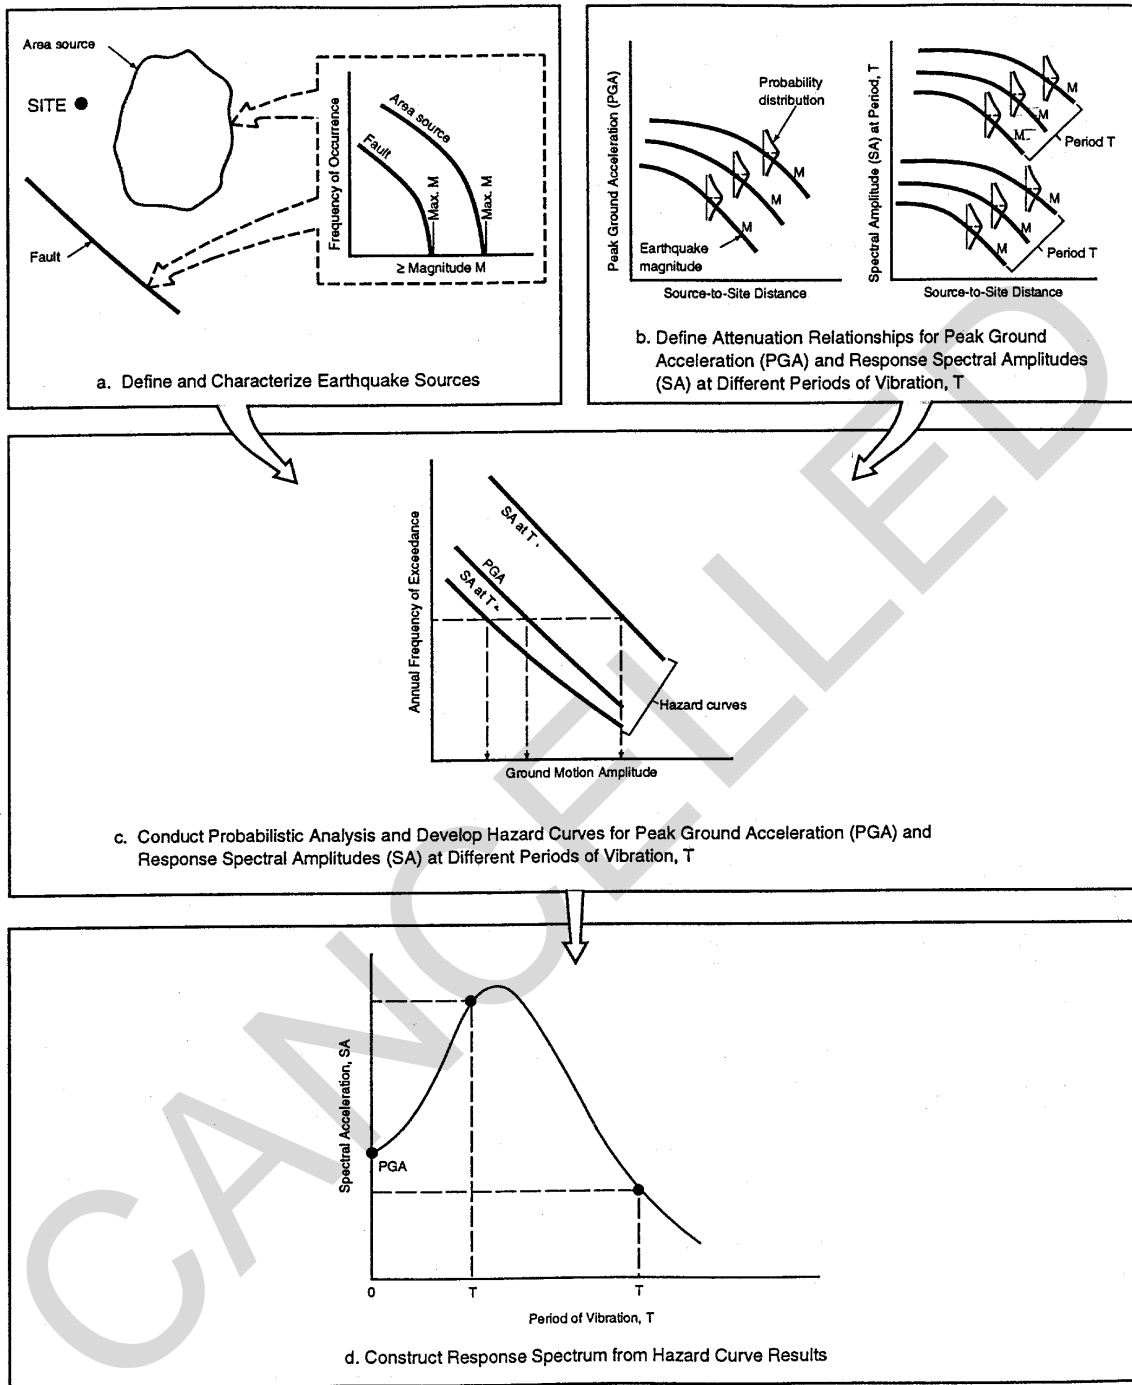 Area source
SITE
Fault
Frequency of Occurrence
Area source
Fault
Max. M
Max. M
≥ Magnitude M
a. Define and Characterize Earthquake Sources
Peak Ground Acceleration (PGA)
Probability
distribution
M
M
M
Earthquake
magnitude
Source-to-Site Distance
Spectral Amplitude (SA) at Period, T
M
M
M
Period T
M
M
M
Period T
Source-to-Site Distance
b. Define Attenuation Relationships for Peak Ground
Acceleration (PGA) and Response Spectral Amplitudes
(SA) at Different Periods of Vibration, T
Annual Frequency of Exceedance
SA at T
PGA
SA at T
Hazard curves
Ground Motion Amplitude
c. Conduct Probabilistic Analysis and Develop Hazard Curves for Peak Ground Acceleration (PGA) and
Response Spectral Amplitudes (SA) at Different Periods of Vibration, T
Spectral Acceleration, SA
PGA
0
T
T
Period of Vibration, T
d. Construct Response Spectrum from Hazard Curve Results
CANCELLED